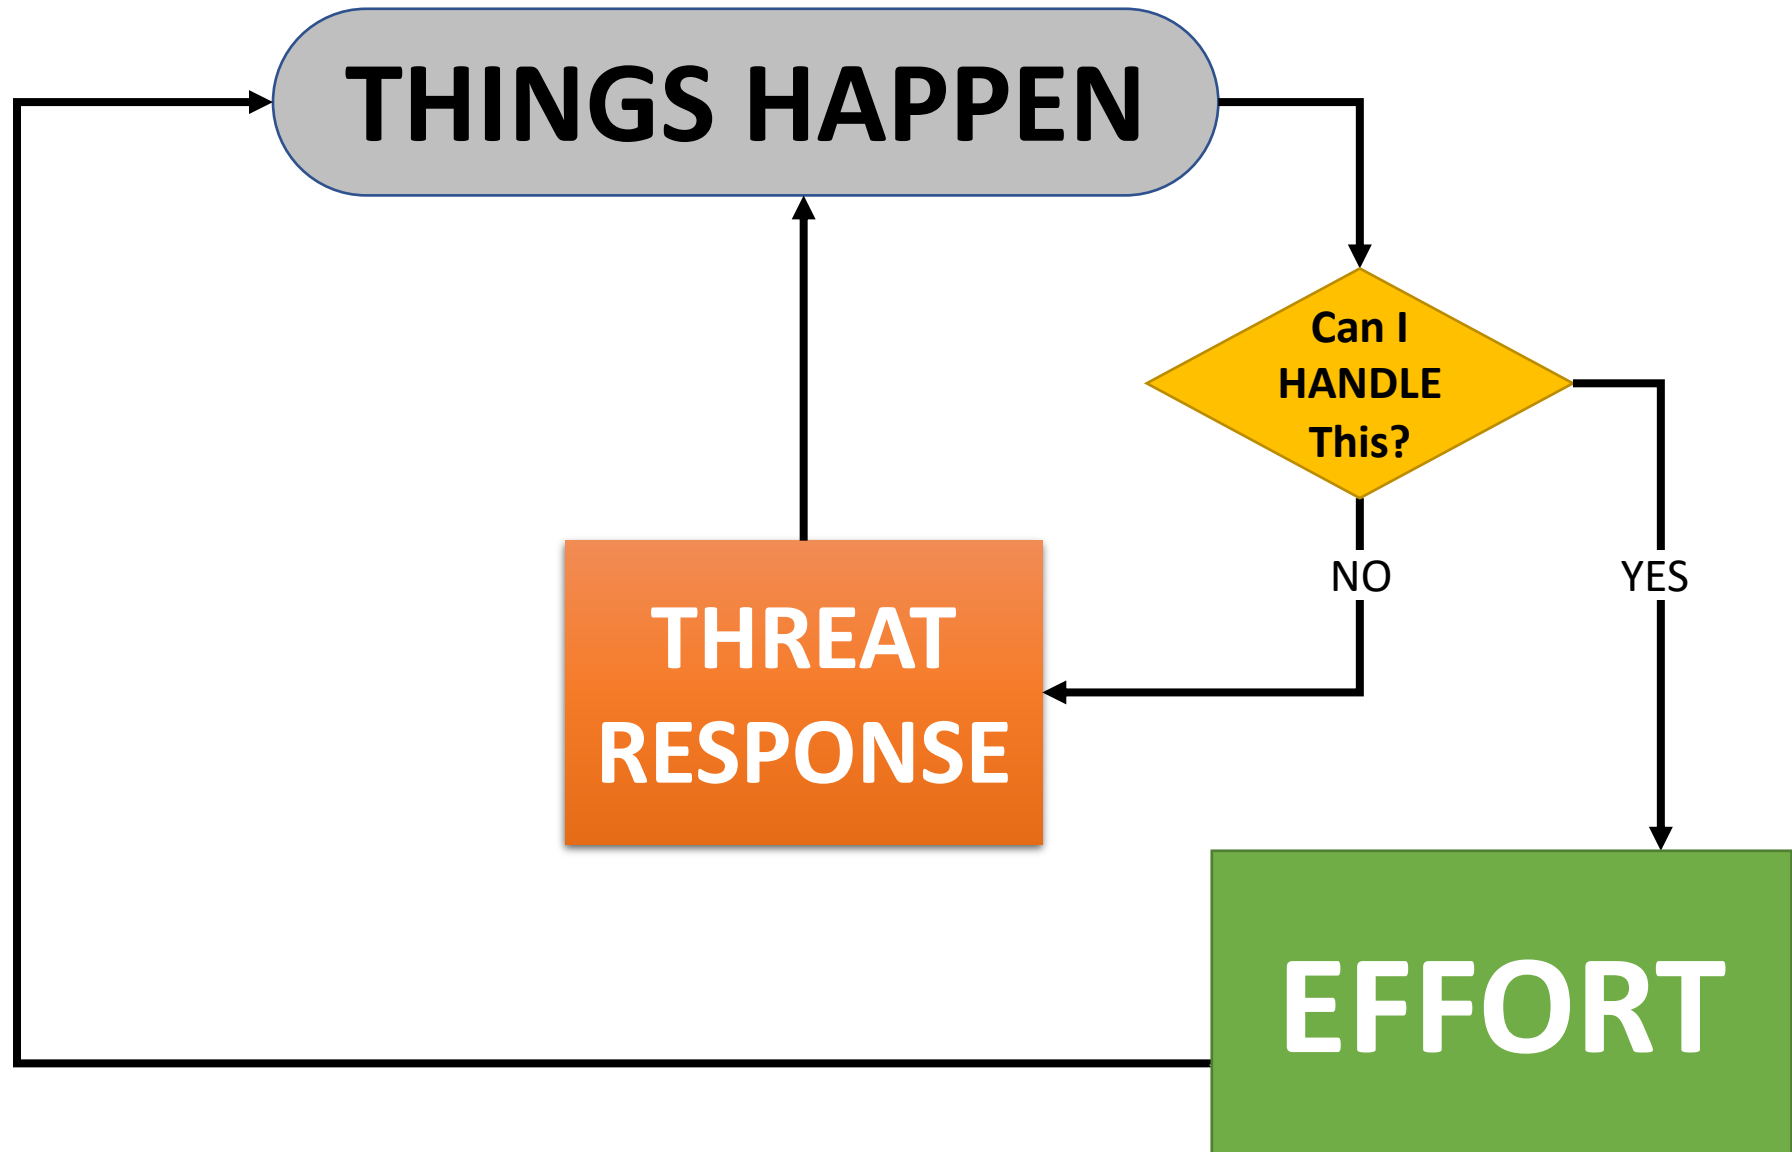 THINGS HAPPEN
Can I
HANDLE
This?
NO
YES
THREAT
RESPONSE
EFFORT